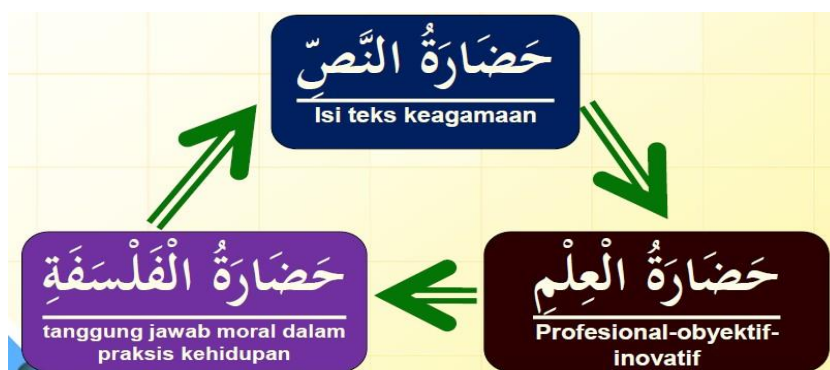 حَضَارَةُ النَّصِّ
Isi teks keagamaan
حَضَارَةُ الْفَلْسَفَةِ
tanggung jawab moral dalam
praksis kehidupan
حَضَارَةُ الْعِلْمِ
Profesional-obyektif-
inovatif